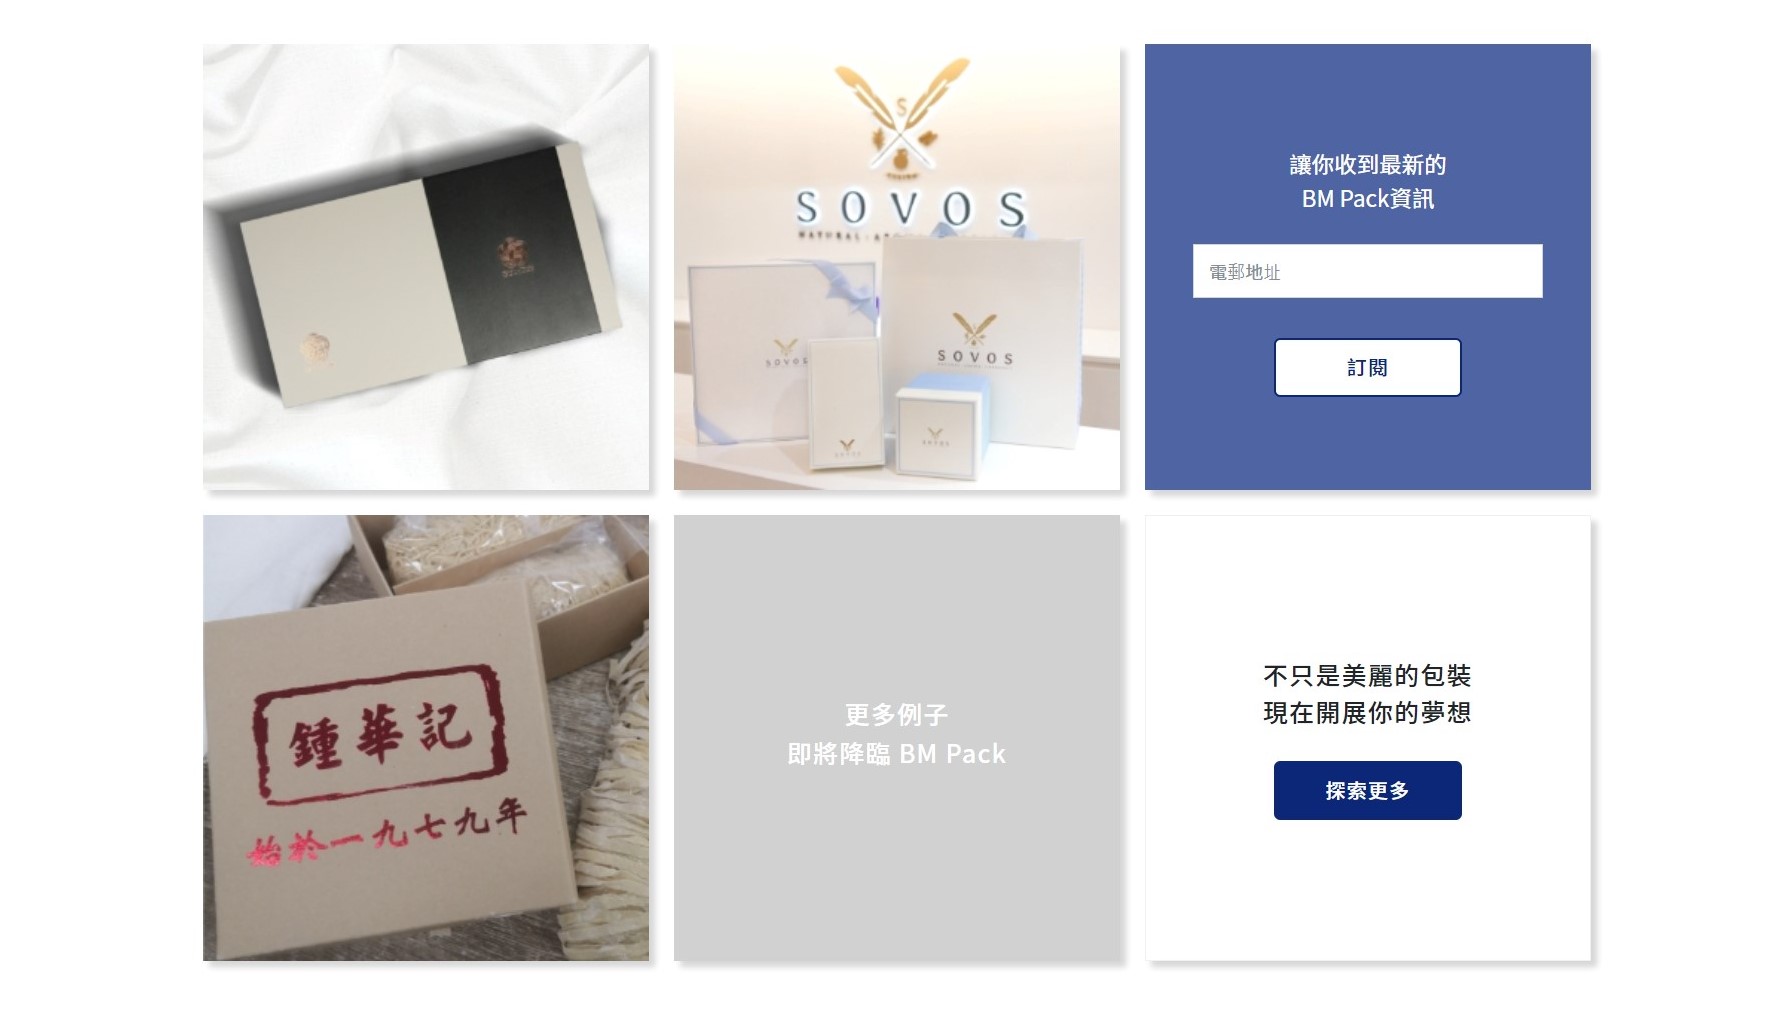 S
SOVOS
SOVOS
SOVOS
SOVOS
讓你收到最新的
BM Pack資訊
電郵地址
訂閱
鍾華記
始於一九七九年
更多例子
即將降臨 BM Pack
不只是美麗的包裝
現在開展你的夢想
探索更多